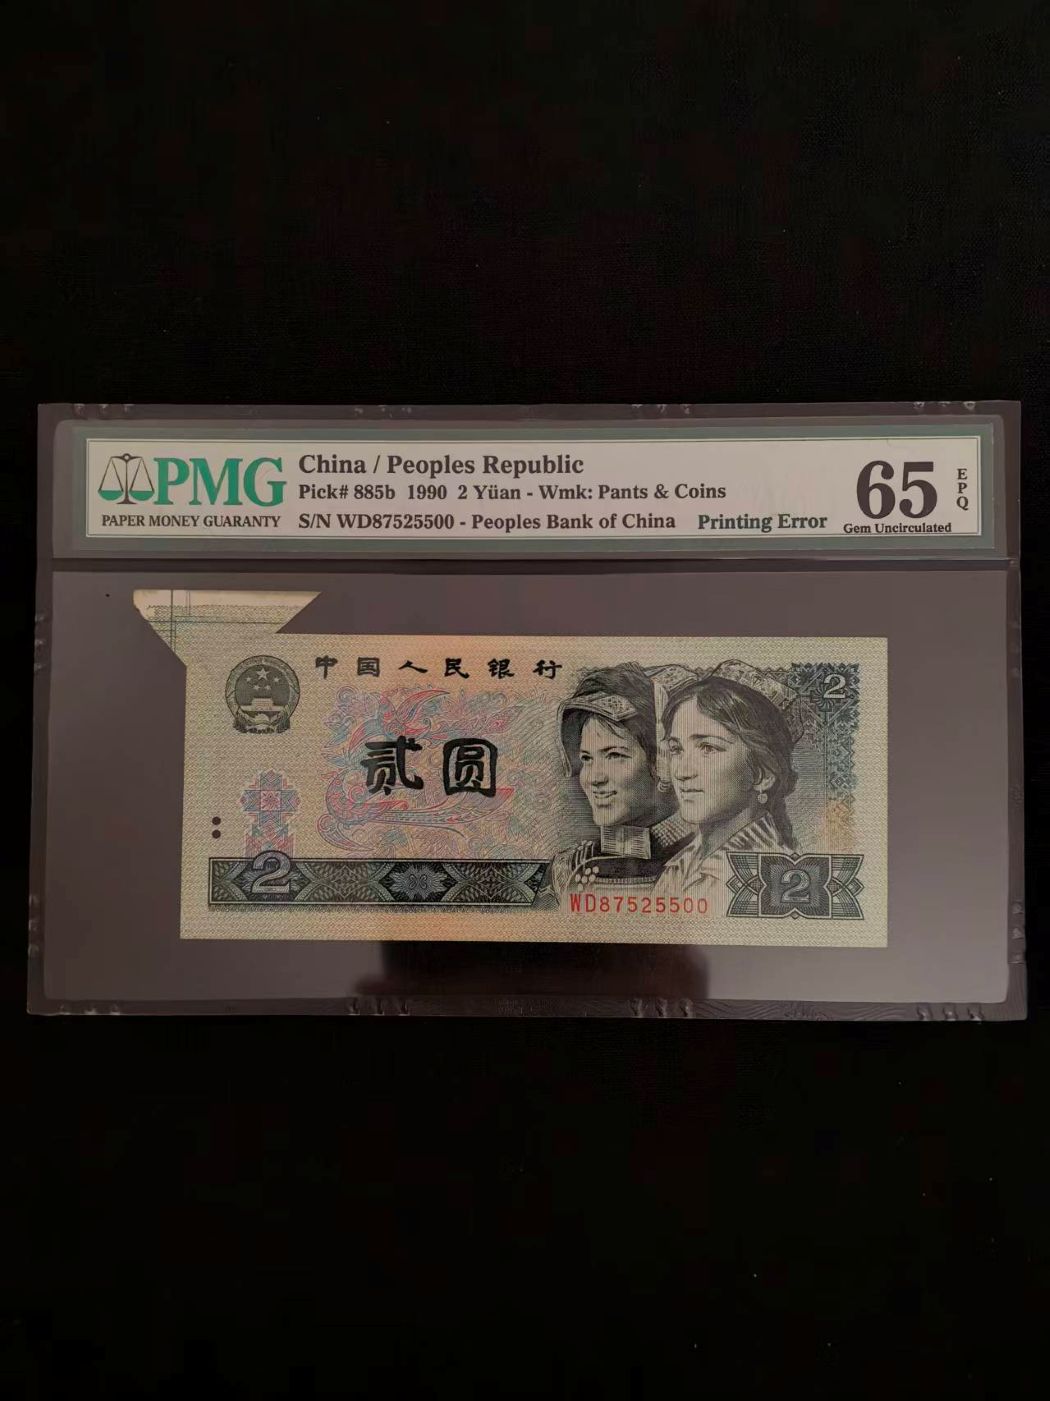 PMG
PAPER MONEY GUARANTY
China / Peoples Republic
Pick# 885b 1990 2 Yüan - Wmk: Pants & Coins
S/N WD87525500 - Peoples Bank of China Printing Error
65
Gem Uncirculated
EPQ
中国人民银行
2
贰圆
2
WD87525500
2